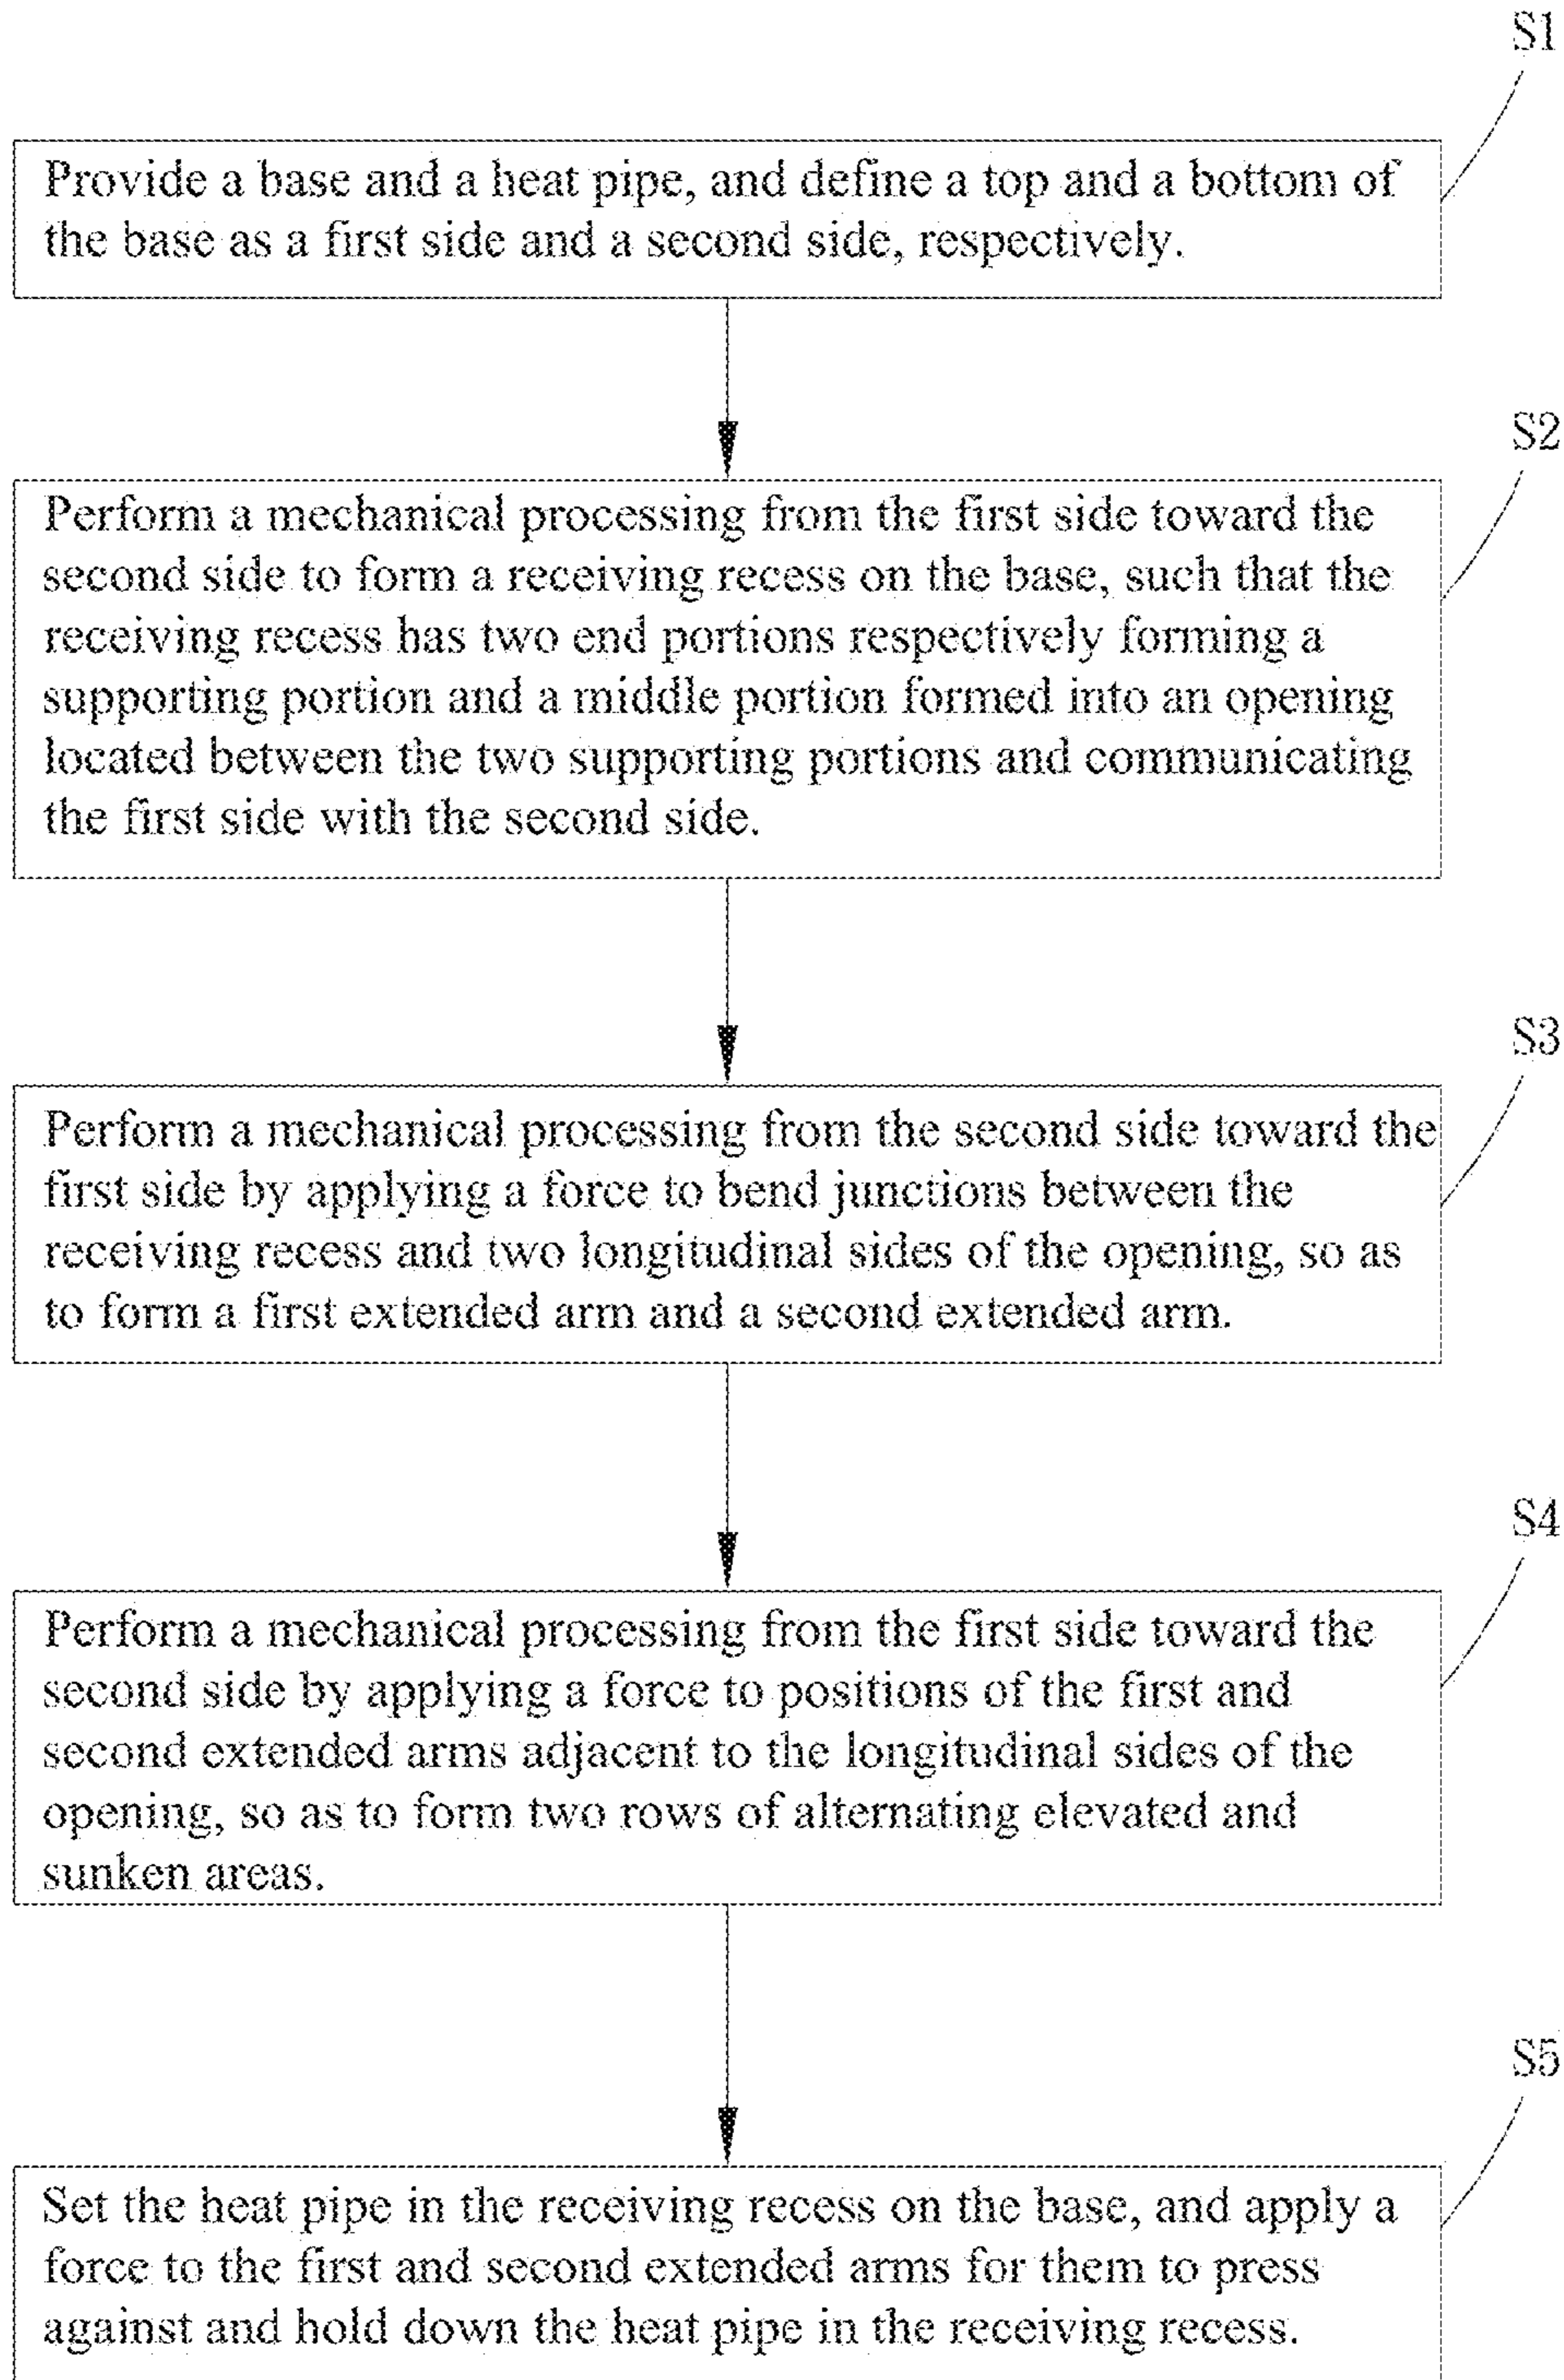 S1
Provide a base and a heat pipe, and define a top and a bottom of
the base as a first side and a second side, respectively.
S2
Perform a mechanical processing from the first side toward the
second side to form a receiving recess on the base, such that the
receiving recess has two end portions respectively forming a
supporting portion and a middle portion formed into an opening
located between the two supporting portions and communicating
the first side with the second side.
S3
Perform a mechanical processing from the second side toward the
first side by applying a force to bend junctions between the
receiving recess and two longitudinal sides of the opening, so as
to form a first extended arm and a second extended arm.
S4
Perform a mechanical processing from the first side toward the
second side by applying a force to positions of the first and
second extended arms adjacent to the longitudinal sides of the
opening, so as to form two rows of alternating elevated and
sunken areas.
S5
Set the heat pipe in the receiving recess on the base, and apply a
force to the first and second extended arms for them to press
against and hold down the heat pipe in the receiving recess.